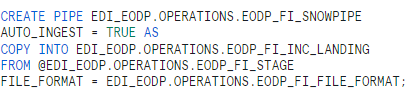 CREATE PIPE EDI_EODP.OPERATIONS.EODP_FI_SNOWPIPE
AUTO_INGEST = TRUE AS
COPY INTO EDI_EODP.OPERATIONS.EODP_FI_INC_LANDING
FROM @EDI_EODP.OPERATIONS.EODP_FI_STAGE
FILE_FORMAT = EDI_EODP.OPERATIONS.EODP_FI_FILE_FORMAT;